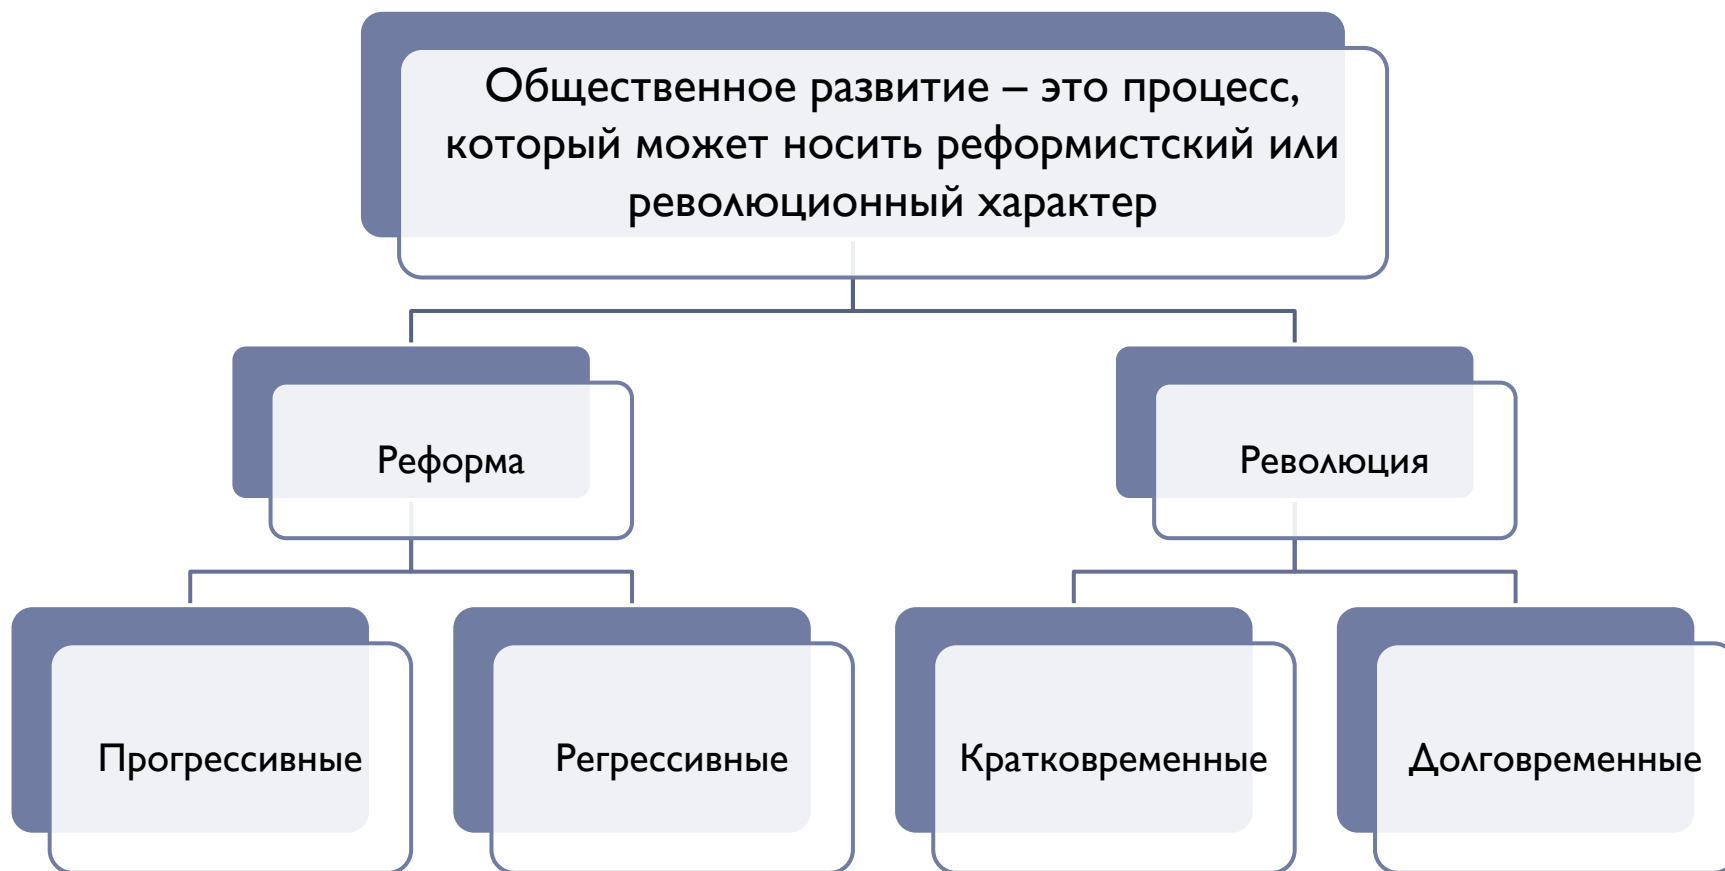 Общественное развитие – это процесс,
который может носить реформистский или
революционный характер
Реформа
Революция
Прогрессивные
Регрессивные
Кратковременные
Долговременные